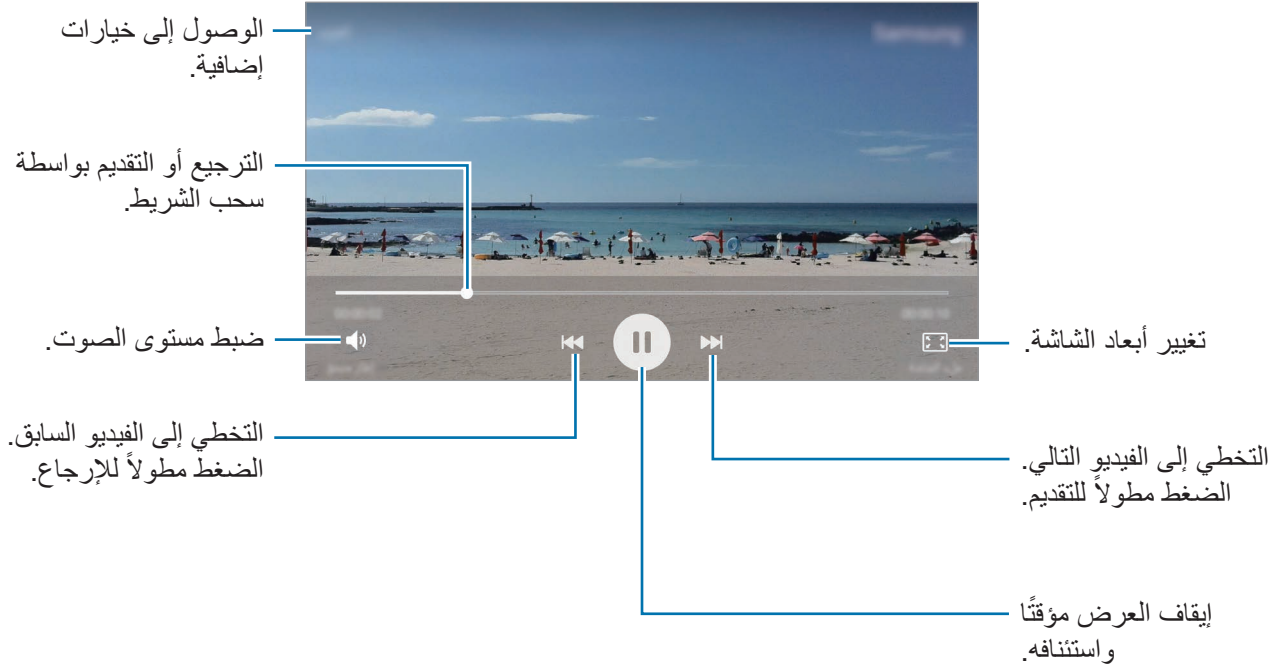 الوصول إلى خيارات
إضافية.
الترجيع أو التقديم بواسطة
سحب الشريط.
ضبط مستوى الصوت.
تغيير أبعاد الشاشة.
التخطي إلى الفيديو السابق.
الضغط مطولاً للإرجاع.
التخطي إلى الفيديو التالي.
الضغط مطولاً للتقديم.
إيقاف العرض مؤقتًا
واستئنافه.